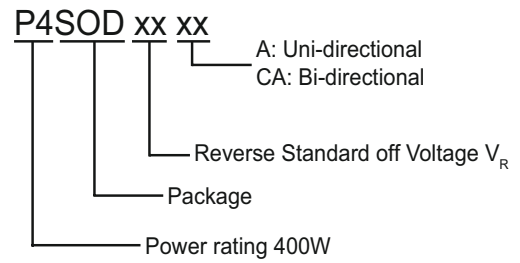 P4SOD xx xx
A: Uni-directional
CA: Bi-directional
Reverse Standard off Voltage VR
Package
Power rating 400W